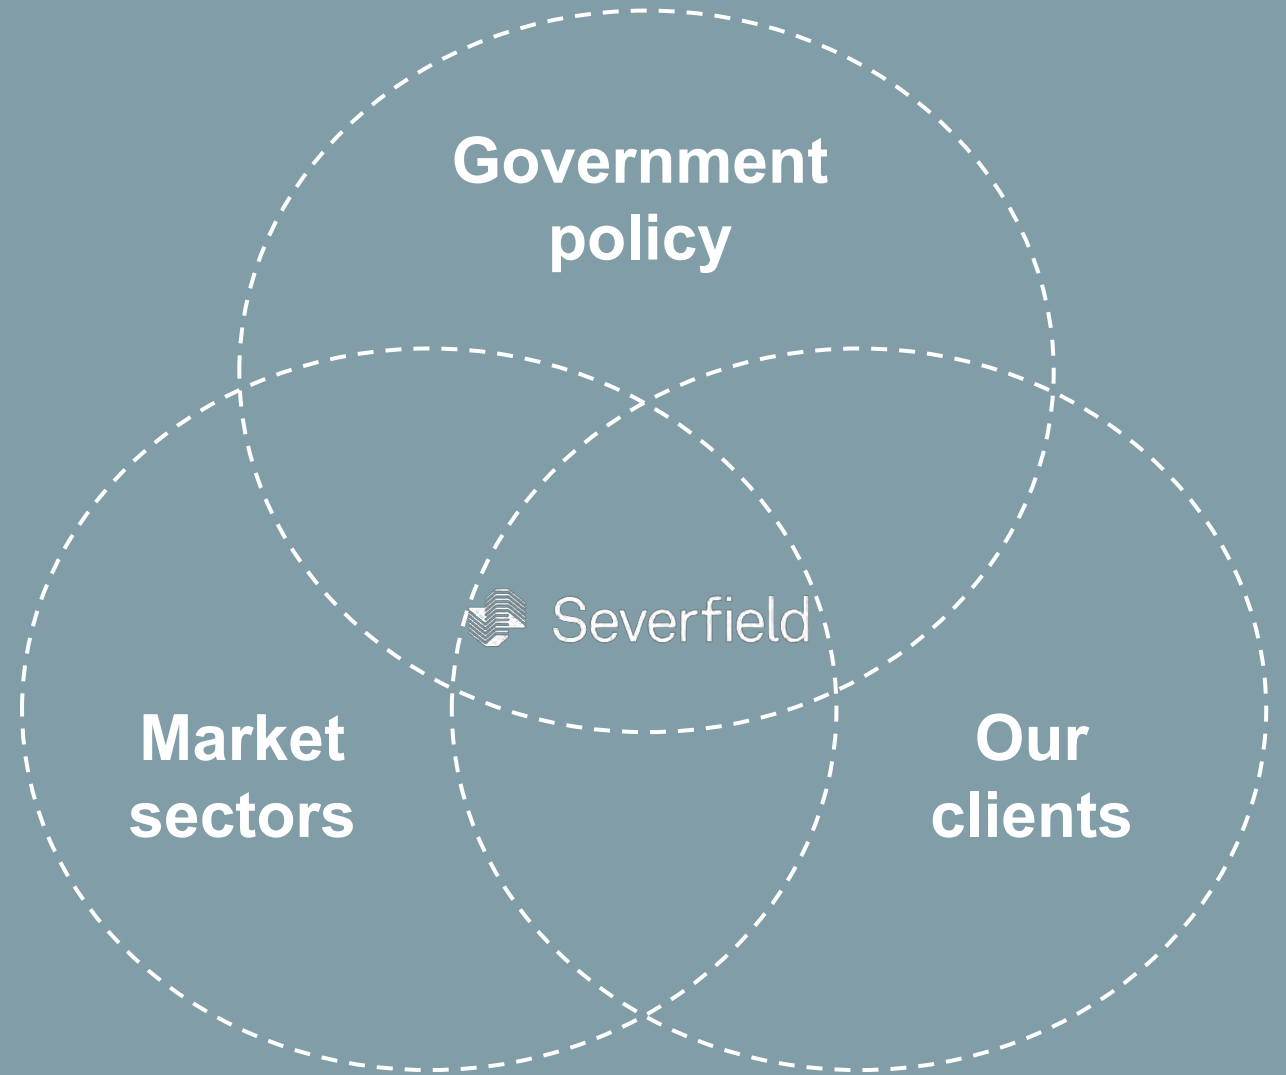 Government
policy
Severfield
Market
sectors
Our
clients